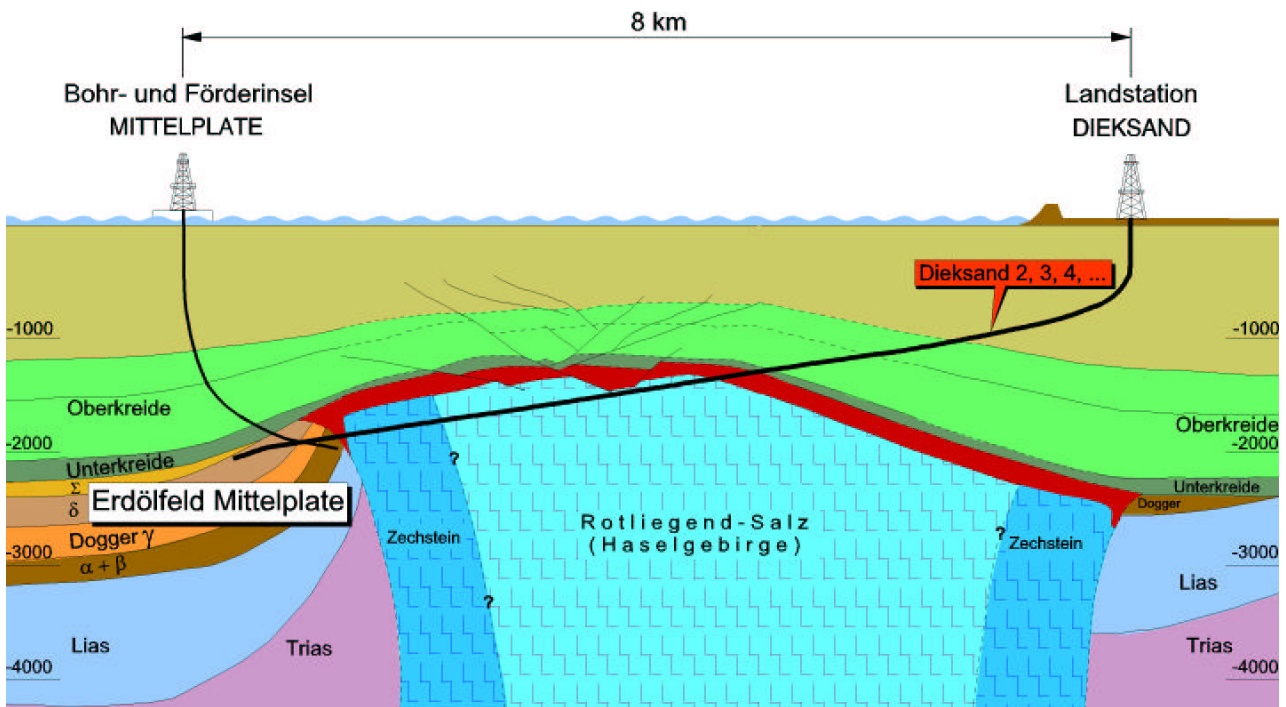 8 km
Bohr- und Förderinsel
MITTELPLATE
Landstation
DIEKSAND
Dieksand 2, 3, 4, ...
-1000
-1000
Oberkreide
Oberkreide
-2000
-2000
Unterkreide
Unterkreide
Σ
Erdölfeld Mittelplate
δ
Dogger
Dogger γ
Rotliegend-Salz
(Haselgebirge)
Zechstein
Zechstein
?
?
?
-3000
-3000
α + β
Lias
Lias
Trias
Trias
-4000
-4000